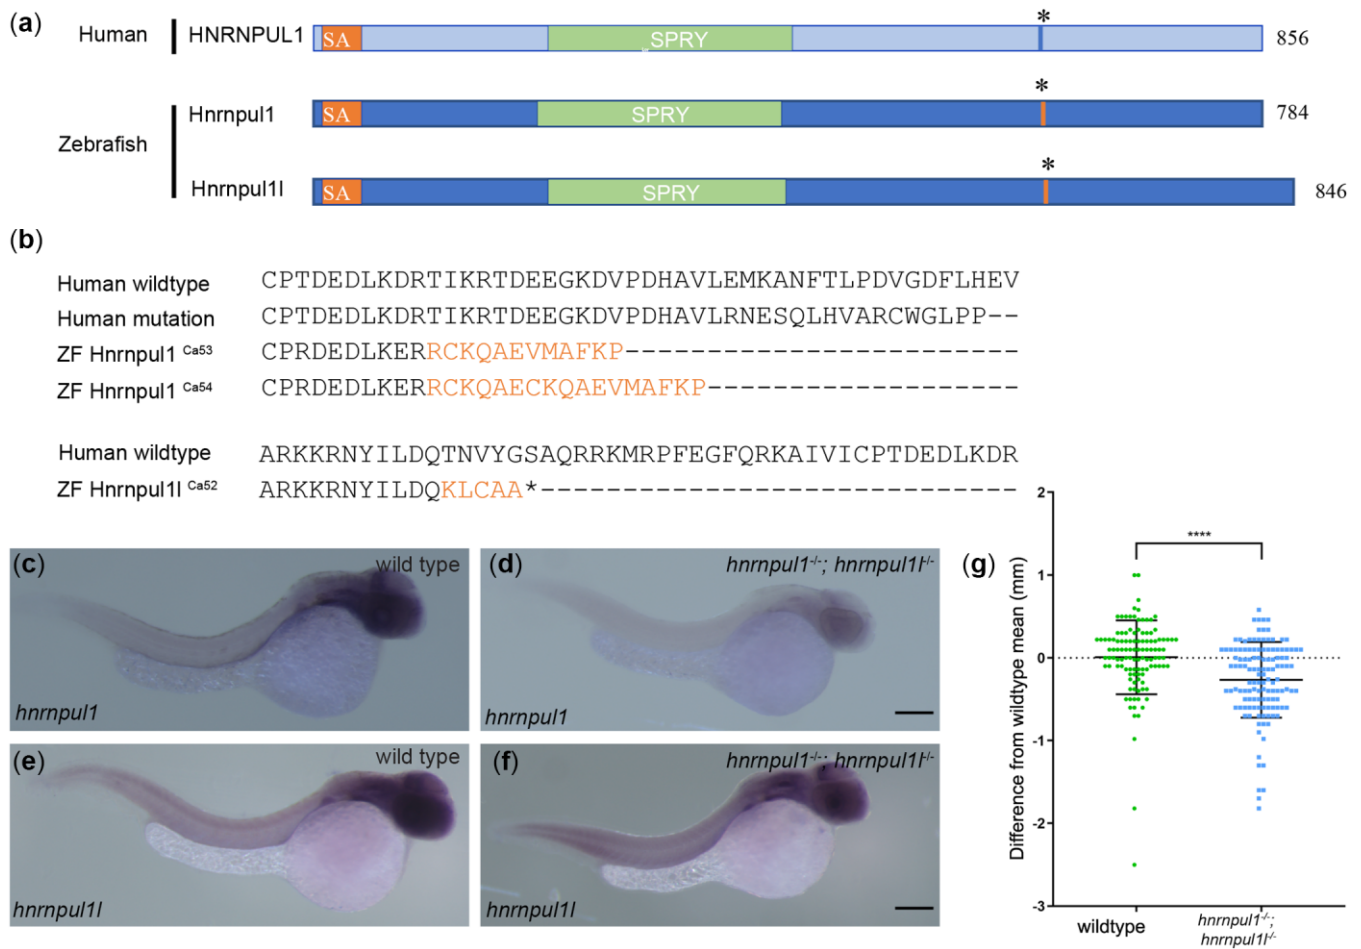 (a)
Human
HNRNPUL1
SA
SPRY
*
856
Zebrafish
Hnrnpul1
SA
SPRY
*
784
Hnrnpul1l
SA
SPRY
*
846
(b)
Human wildtype CPTDEDLKDRTIKRTDEEGKDVPDHAVLEMKANFTLPDVGDFLHEV
Human mutation CPTDEDLKDRTIKRTDEEGKDVPDHAVLRNESQLHVARCWGLPP--
ZF Hnrnpul1 Ca53 CPRDEDLKERRCKQAEVMAFKP------------------------
ZF Hnrnpul1 Ca54 CPRDEDLKERRCKQAECKQAEVMAFKP-------------------
Human wildtype ARKKRNYILDQTNVYGSAQRRKMRPFEGFQRKAIVICPTDEDLKDR
ZF Hnrnpul1l Ca52 ARKKRNYILDQKLCAA*-----------------------------
(c)
wild type
hnrnpul1
(d)
hnrnpul1-/-; hnrnpul1l-/-
hnrnpul1
(e)
wild type
hnrnpul1l
(f)
hnrnpul1-/-; hnrnpul1l-/-
hnrnpul1l
(g)
Difference from wildtype mean (mm)
2
1
0
-1
-2
-3
****
wildtype
hnrnpul1-/-;
hnrnpul1l-/-